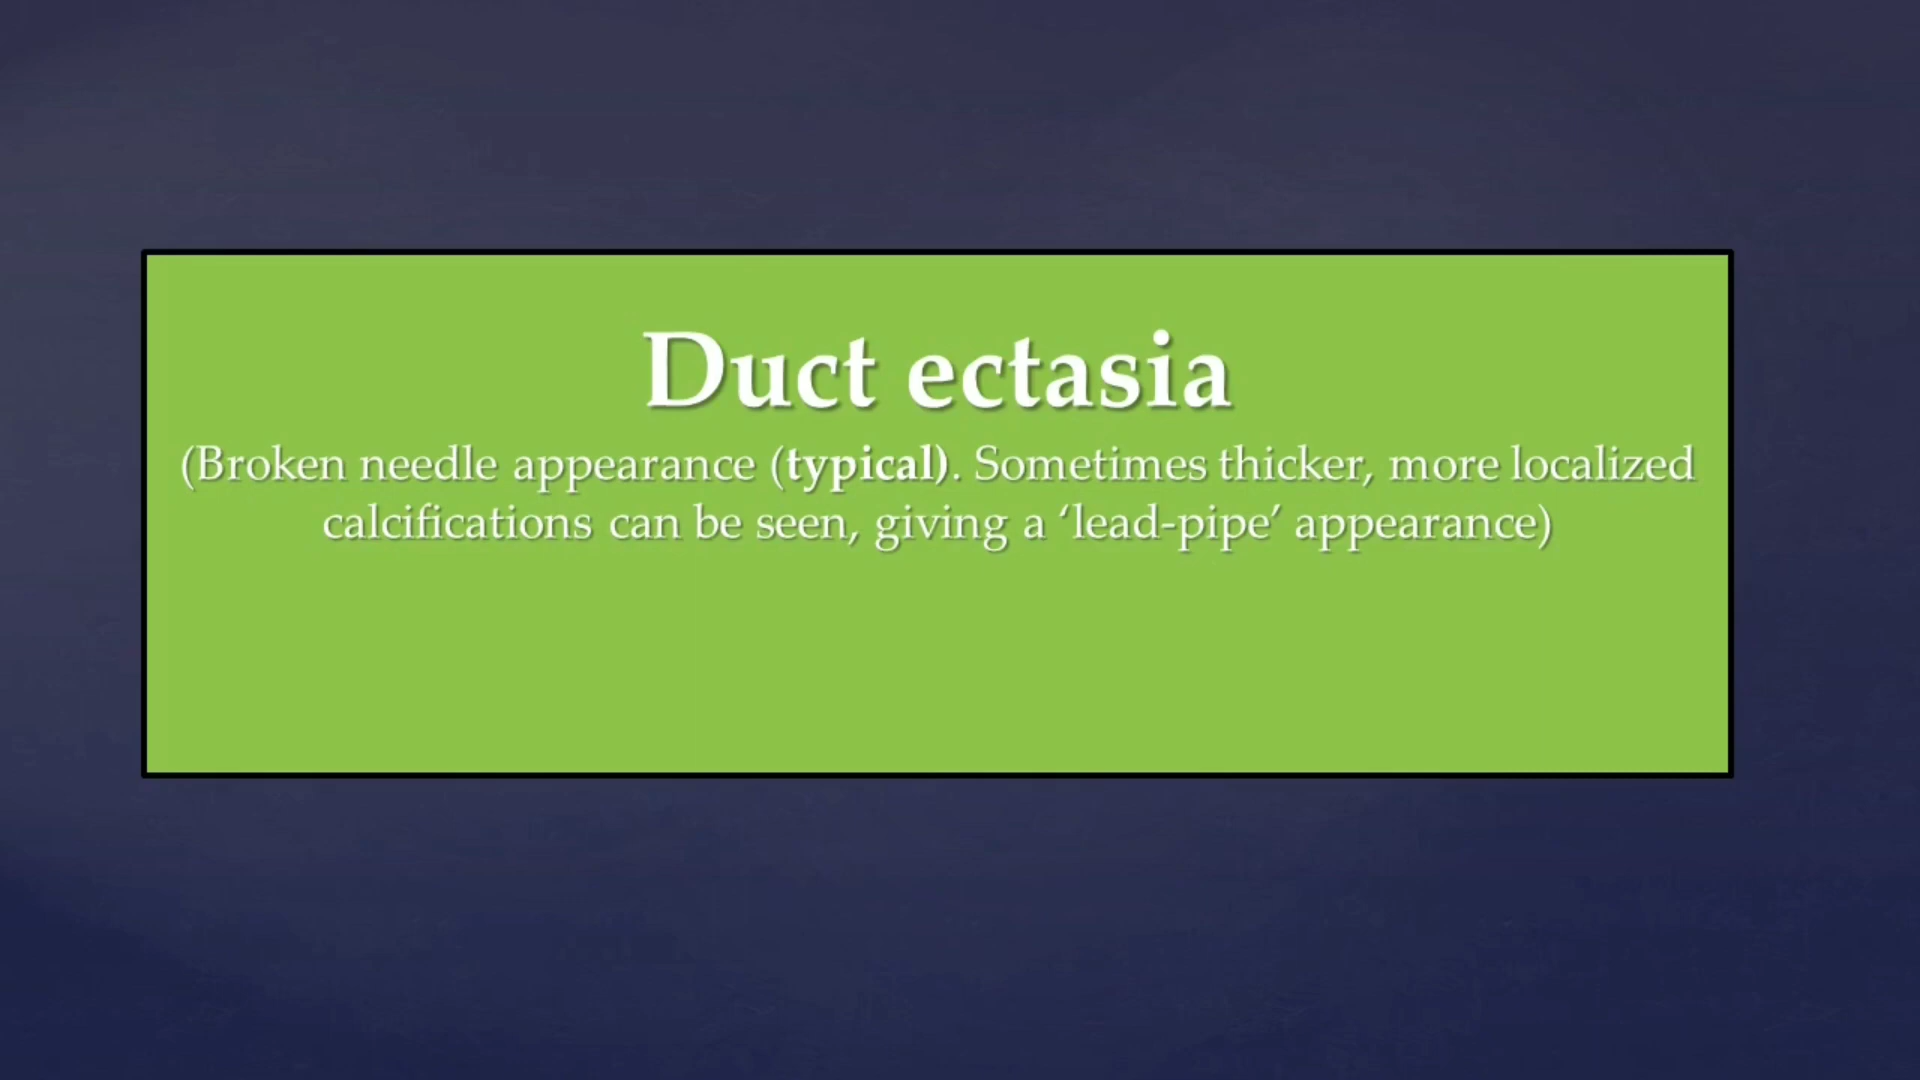 Duct ectasia
(Broken needle appearance (typical). Sometimes thicker, more localized
calcifications can be seen, giving a ‘lead-pipe’ appearance)